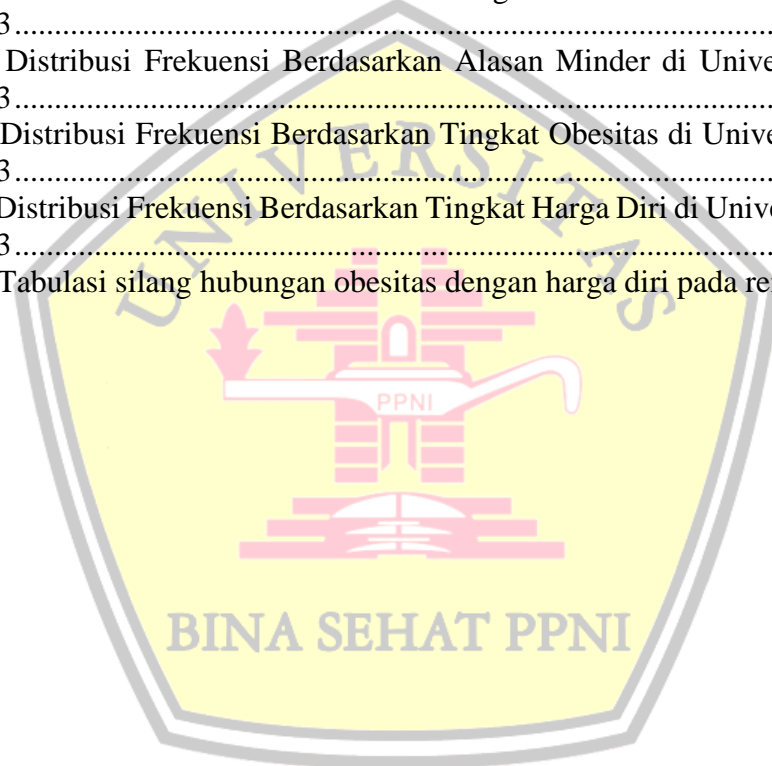 3
Distribusi Frekuensi Berdasarkan Alasan Minder di Unive
3
Distribusi Frekuensi Berdasarkan Tingkat Obesitas di Unive
3
Distribusi Frekuensi Berdasarkan Tingkat Harga Diri di Unive
3
Tabulasi silang hubungan obesitas dengan harga diri pada re
UNIVERSITAS
PPNI
BINA SEHAT PPNI